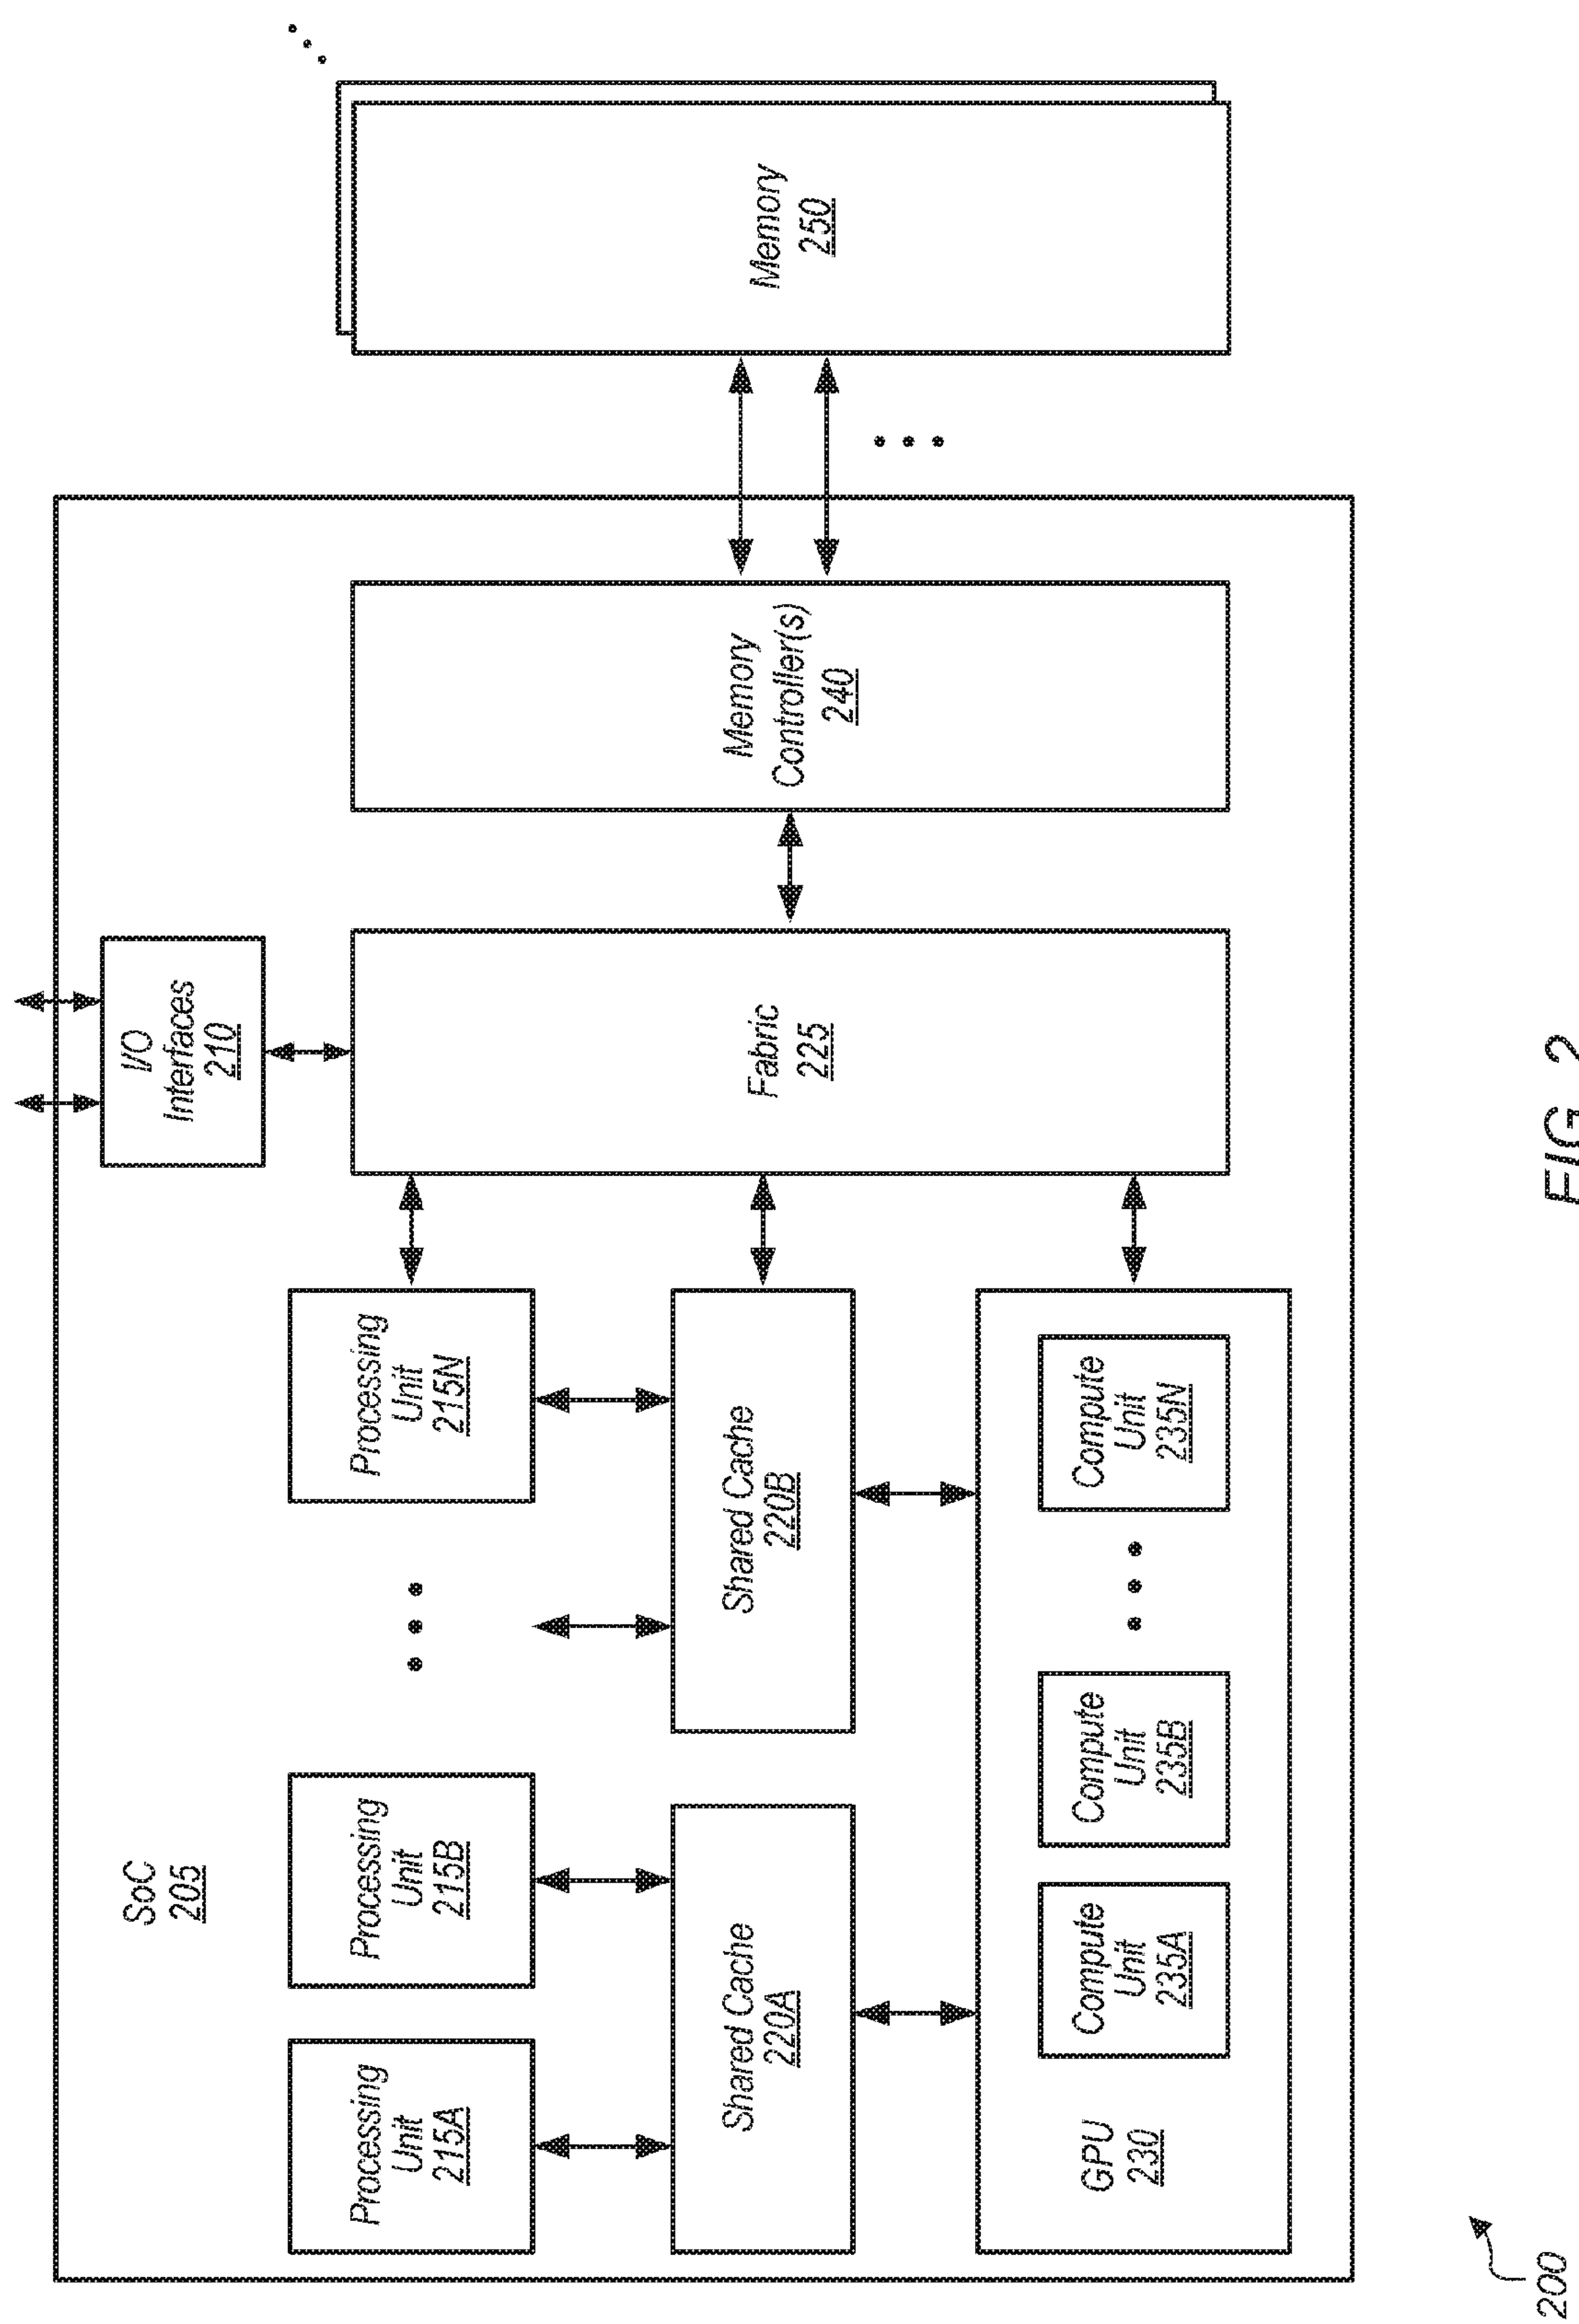 SoC
205
I/O
Interfaces
210
Processing
Unit
215A
Processing
Unit
215B
Processing
Unit
215N
Shared Cache
220A
Shared Cache
220B
Fabric
225
Memory
Controller(s)
240
Memory
250
GPU
230
Compute
Unit
235A
Compute
Unit
235B
Compute
Unit
235N
200
FIG. 2